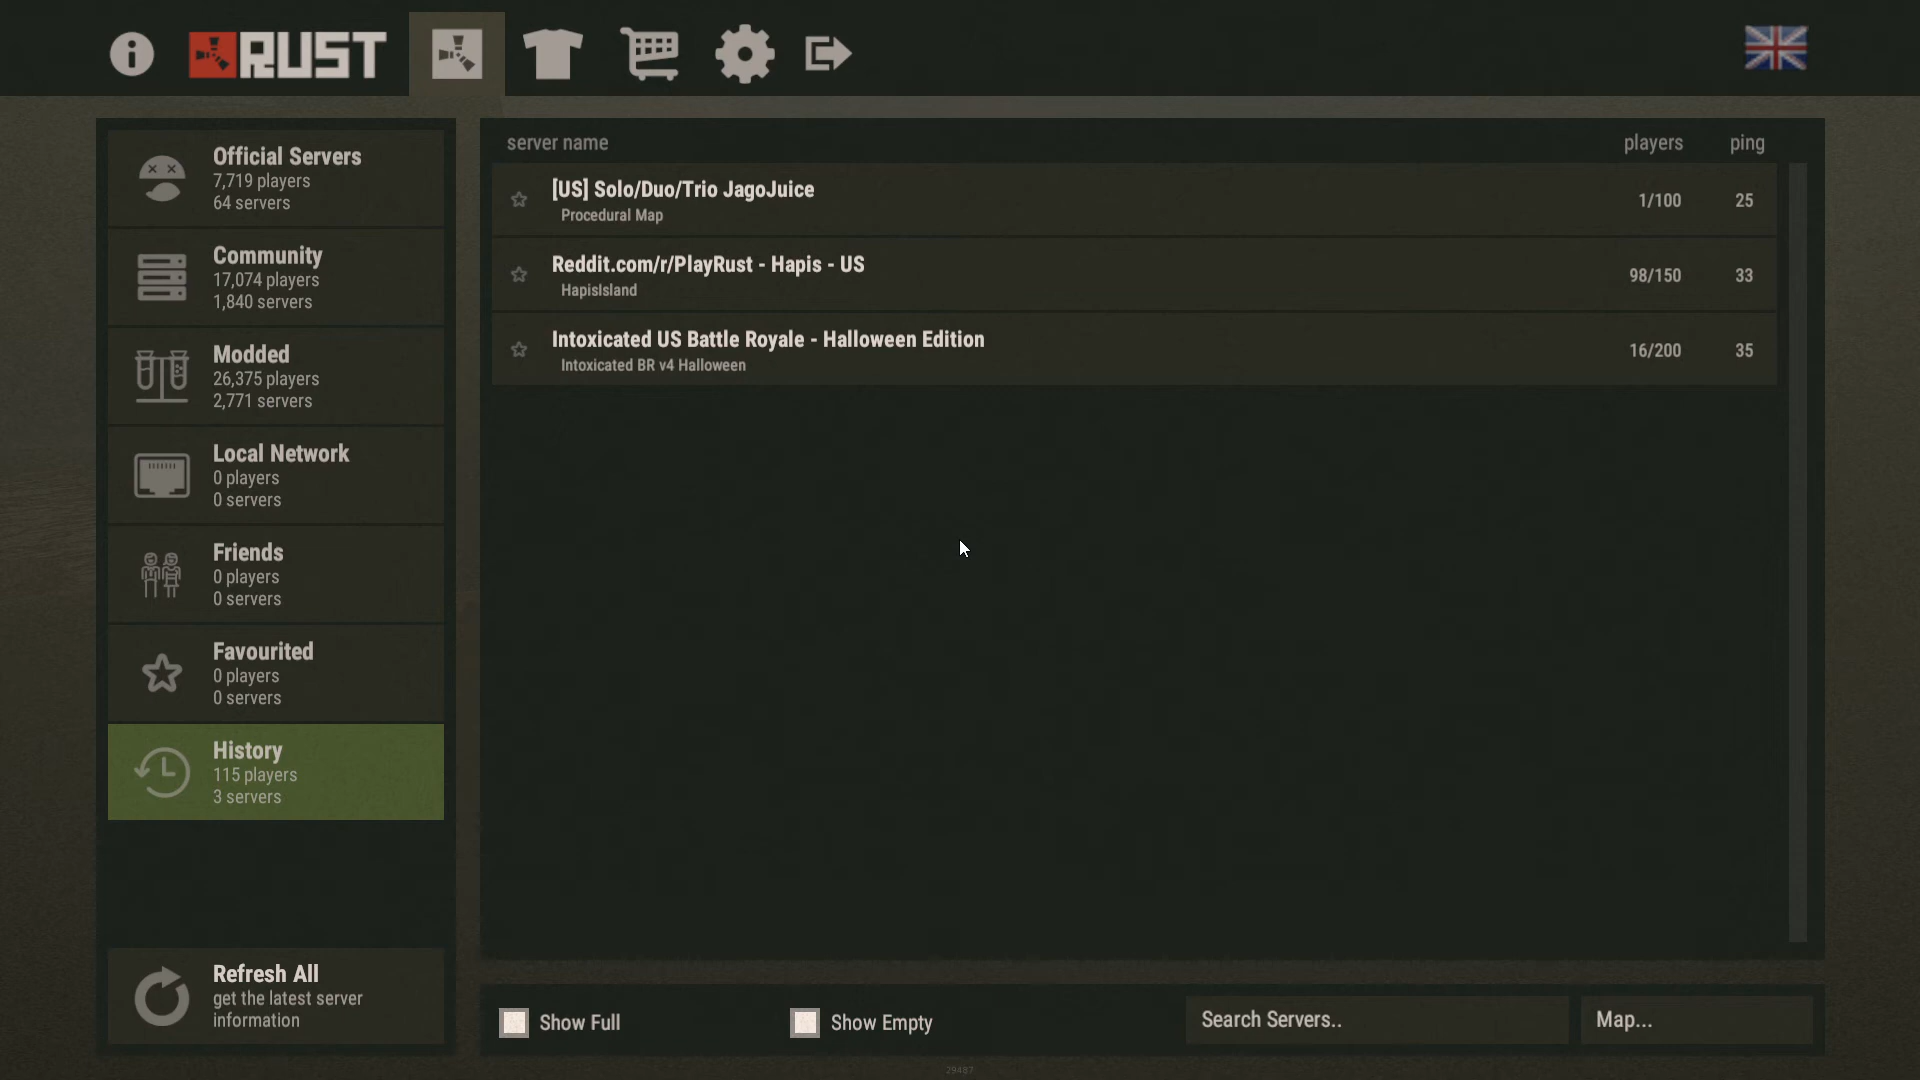 RUST
Official Servers
7,719 players
64 servers
Community
17,074 players
1,840 servers
Modded
26,375 players
2,771 servers
Local Network
0 players
0 servers
Friends
0 players
0 servers
Favourited
0 players
0 servers
History
115 players
3 servers
Refresh All
get the latest server
information
server name players ping
[US] Solo/Duo/Trio JagoJuice 1/100 25
Procedural Map
Reddit.com/r/PlayRust - Hapis - US 98/150 33
HapisIsland
Intoxicated US Battle Royale - Halloween Edition 16/200 35
Intoxicated BR v4 Halloween
Show Full Show Empty Search Servers.. Map...
29487